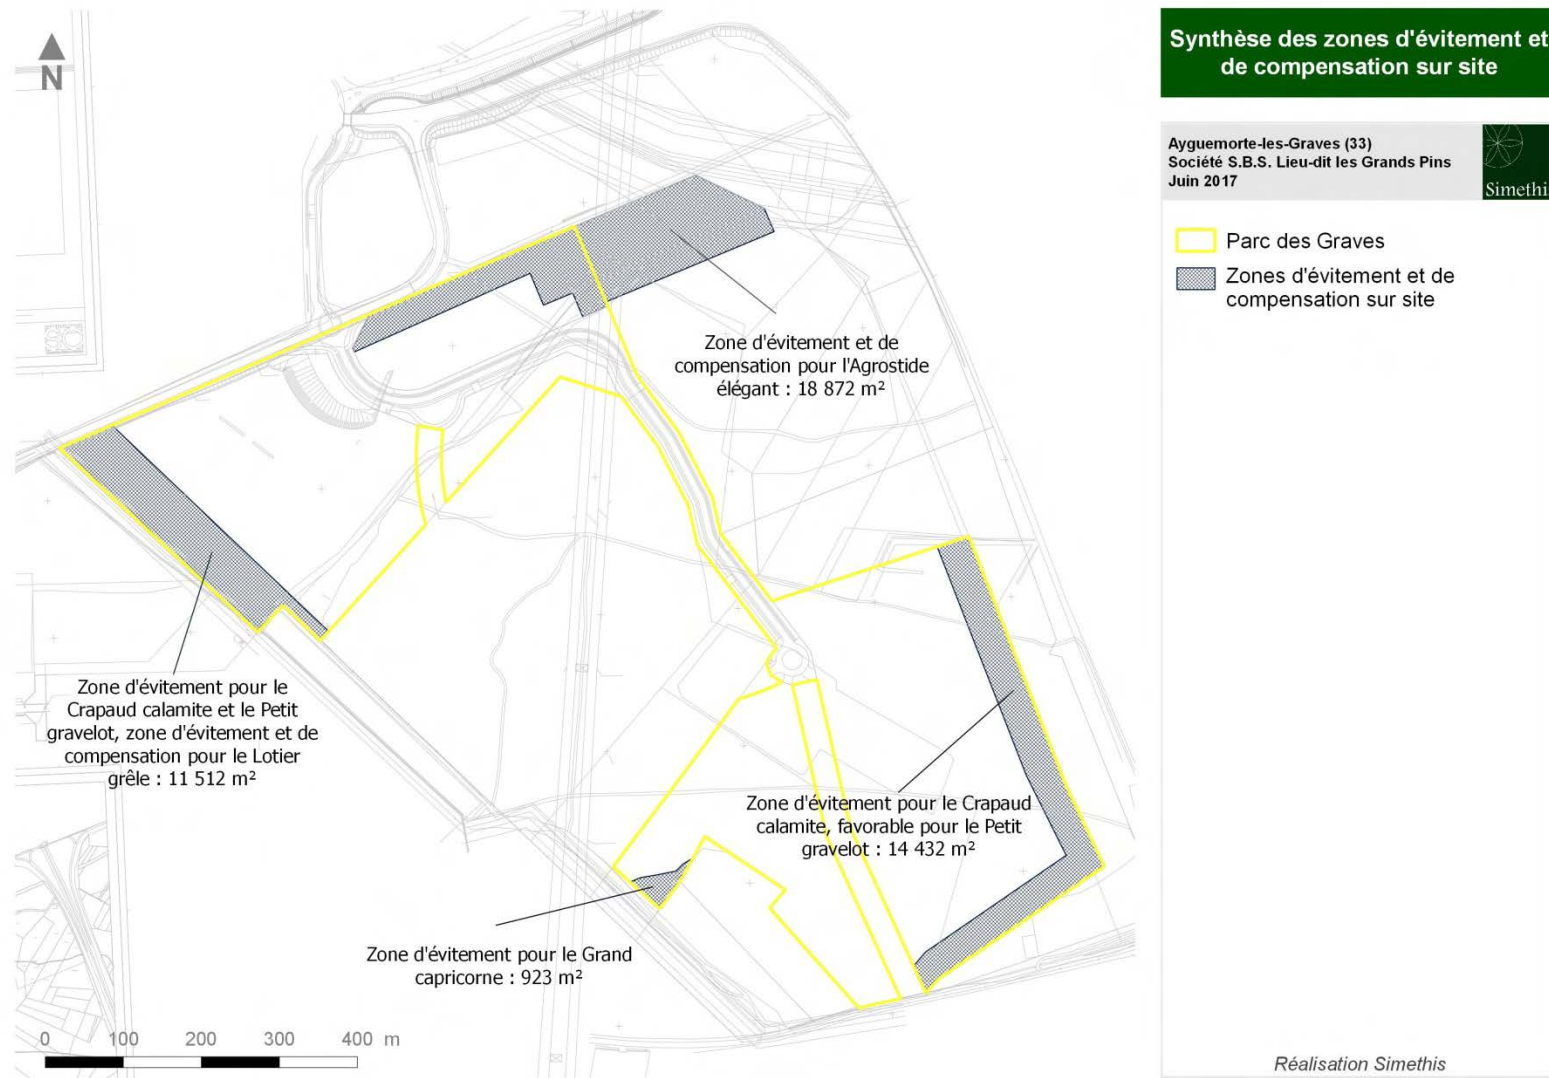 N
Synthèse des zones d'évitement et
de compensation sur site
Ayguemorte-les-Graves (33)
Société S.B.S. Lieu-dit les Grands Pins
Juin 2017
Simethis
Parc des Graves
Zones d'évitement et de
compensation sur site
Zone d'évitement et de
compensation pour l'Agrostide
élégant : 18 872 m²
Zone d'évitement pour le
Crapaud calamite et le Petit
gravelot, zone d'évitement et de
compensation pour le Lotier
grêle : 11 512 m²
Zone d'évitement pour le Crapaud
calamite, favorable pour le Petit
gravelot : 14 432 m²
Zone d'évitement pour le Grand
capricorne : 923 m²
0 100 200 300 400 m
Réalisation Simethis